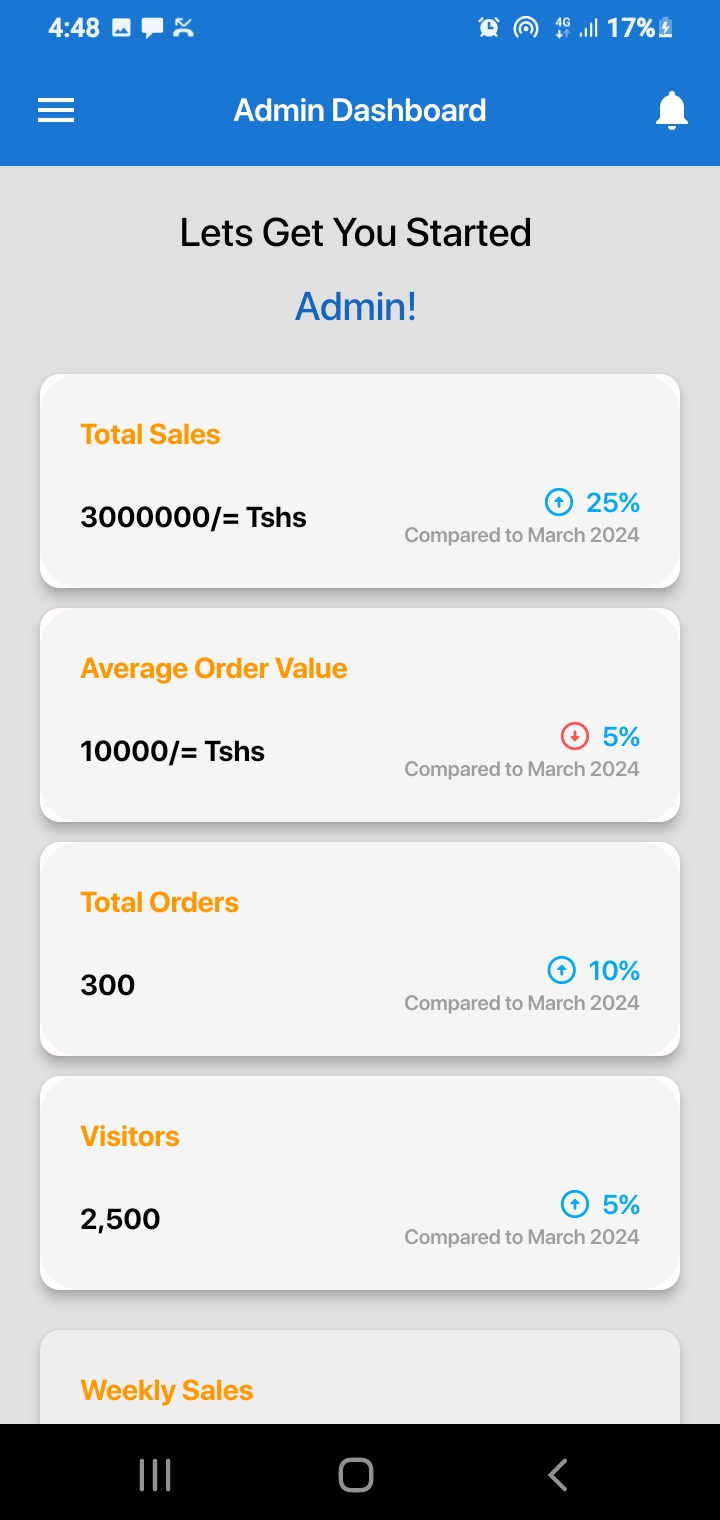 4:48 4G 17%
Admin Dashboard
Lets Get You Started
Admin!
Total Sales
3000000/= Tshs
25%
Compared to March 2024
Average Order Value
10000/= Tshs
5%
Compared to March 2024
Total Orders
300
10%
Compared to March 2024
Visitors
2,500
5%
Compared to March 2024
Weekly Sales